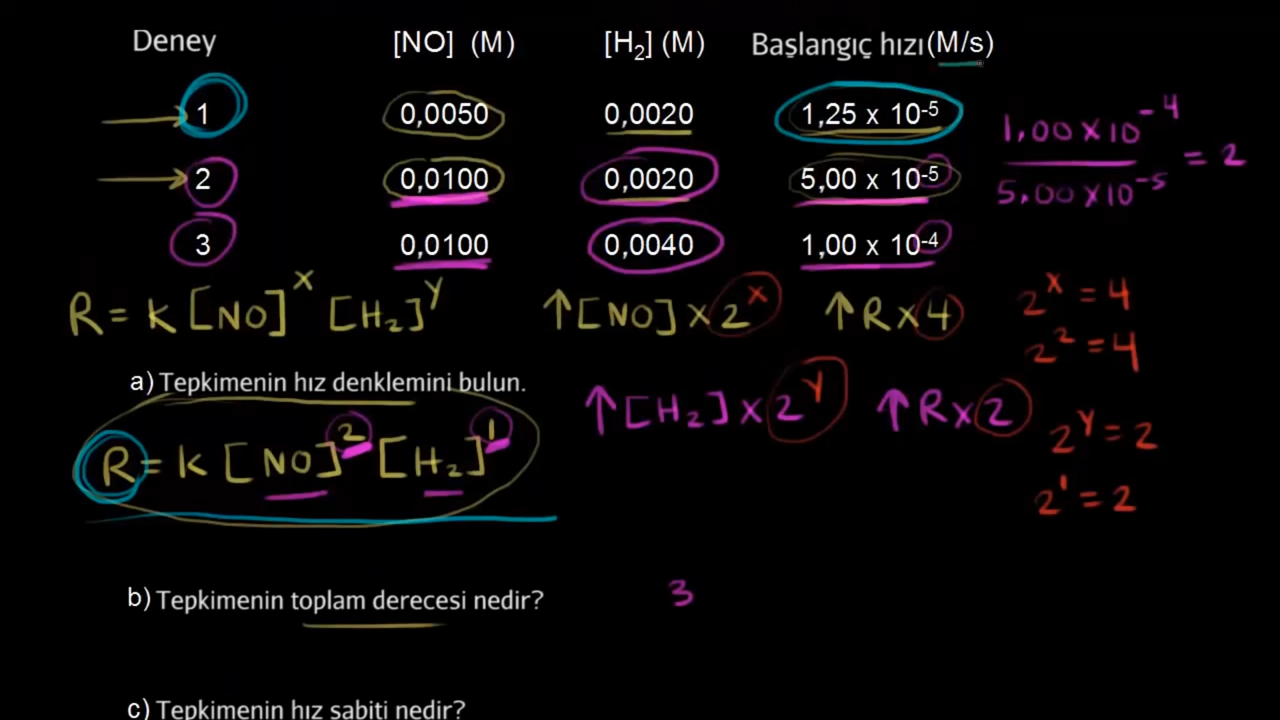 Deney [NO] (M) [H₂] (M) Başlangıç hızı(M/s)
1 0,0050 0,0020 1,25 x 10⁻⁵
2 0,0100 0,0020 5,00 x 10⁻⁵
3 0,0100 0,0040 1,00 x 10⁻⁴
1,00 x 10⁻⁴ / 5,00 x 10⁻⁵ = 2
R = K [NO]ˣ [H₂]ʸ ↑[NO] x 2ˣ ↑R x 4 2ˣ = 4
2² = 4
a) Tepkimenin hız denklemini bulun.
↑[H₂] x 2ʸ ↑R x 2 2ʸ = 2
R = K [NO]² [H₂]¹
2¹ = 2
b) Tepkimenin toplam derecesi nedir? 3
c) Tepkimenin hız sabiti nedir?